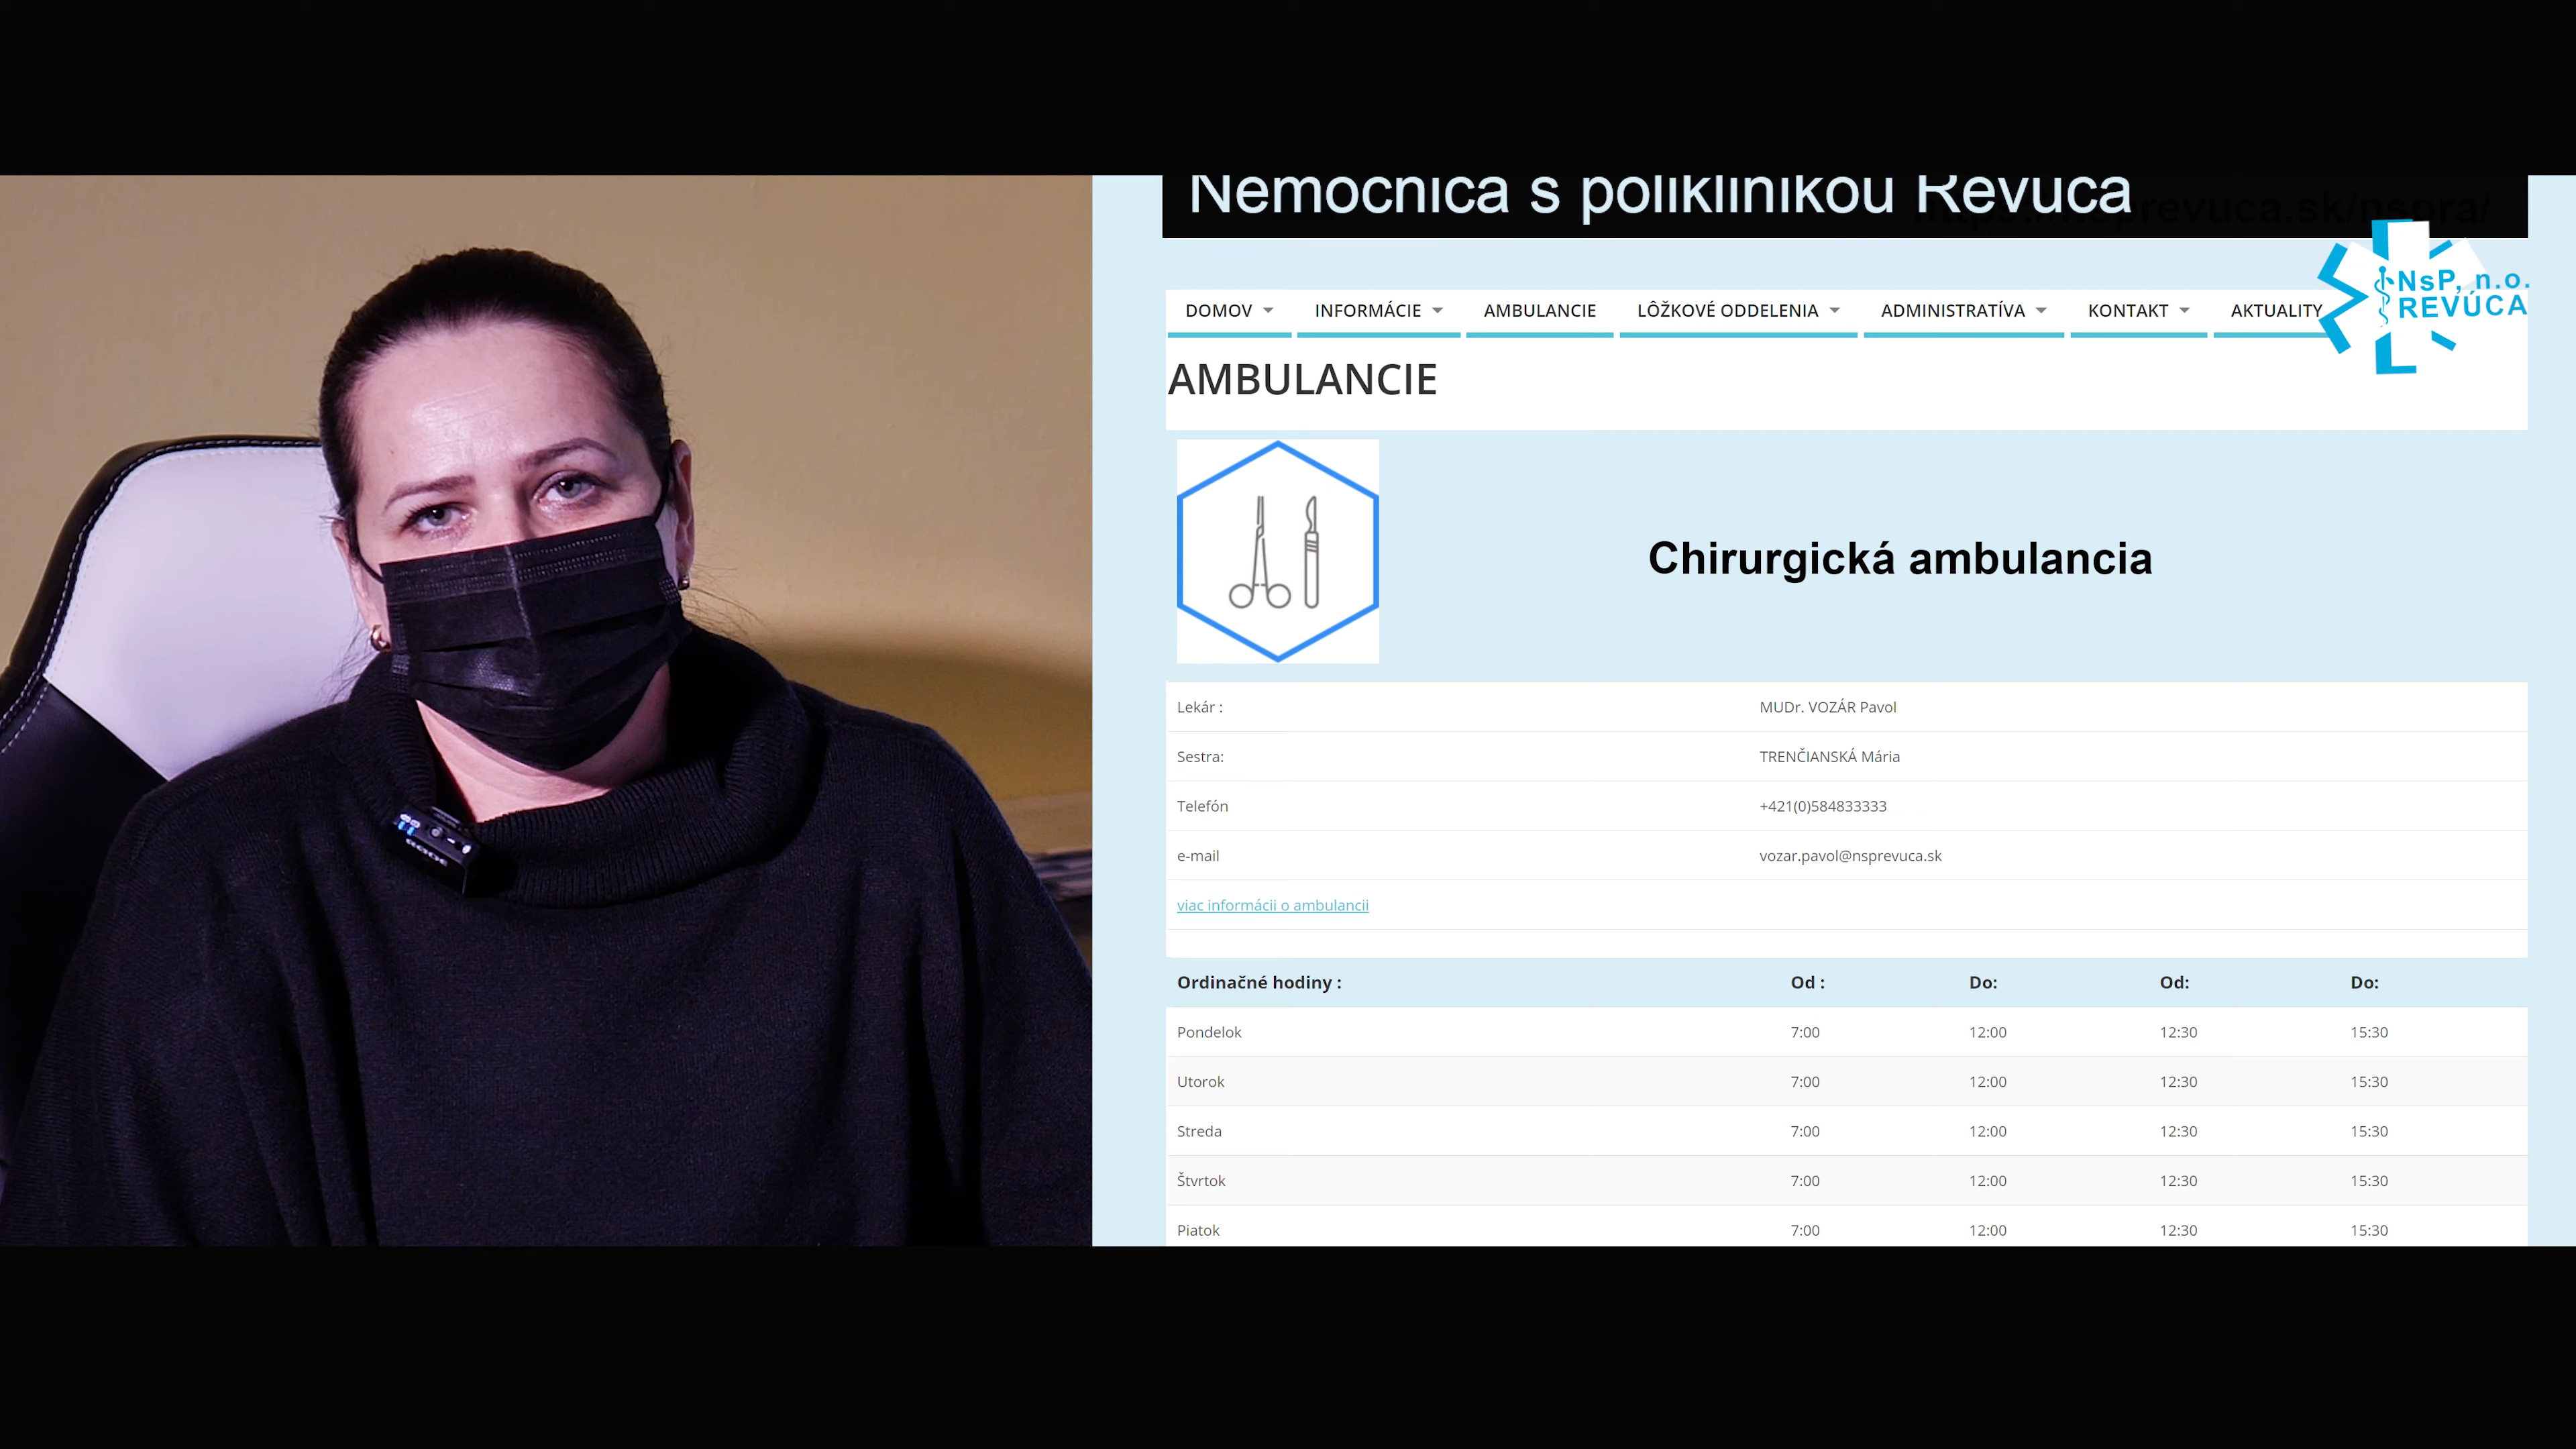 Nemocnica s poliklinikou Revúca
revuca.sk/nspra/
NsP, n.o.
REVÚCA
DOMOV INFORMÁCIE AMBULANCIE LÔŽKOVÉ ODDELENIA ADMINISTRATÍVA KONTAKT AKTUALITY
AMBULANCIE
Chirurgická ambulancia
Lekár : MUDr. VOZÁR Pavol
Sestra: TRENČIANSKÁ Mária
Telefón +421(0)584833333
e-mail vozar.pavol@nsprevuca.sk
viac informácii o ambulancii
Ordinačné hodiny : Od : Do: Od: Do:
Pondelok 7:00 12:00 12:30 15:30
Utorok 7:00 12:00 12:30 15:30
Streda 7:00 12:00 12:30 15:30
Štvrtok 7:00 12:00 12:30 15:30
Piatok 7:00 12:00 12:30 15:30